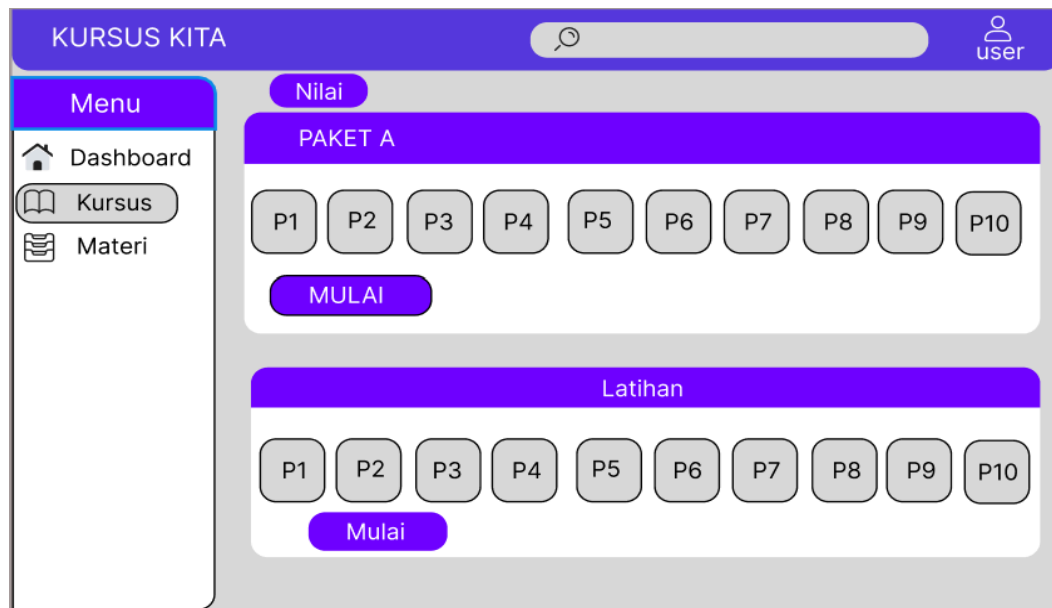 KURSUS KITA
user
Menu
Dashboard
Kursus
Materi
Nilai
PAKET A
P1 P2 P3 P4 P5 P6 P7 P8 P9 P10
MULAI
Latihan
P1 P2 P3 P4 P5 P6 P7 P8 P9 P10
Mulai